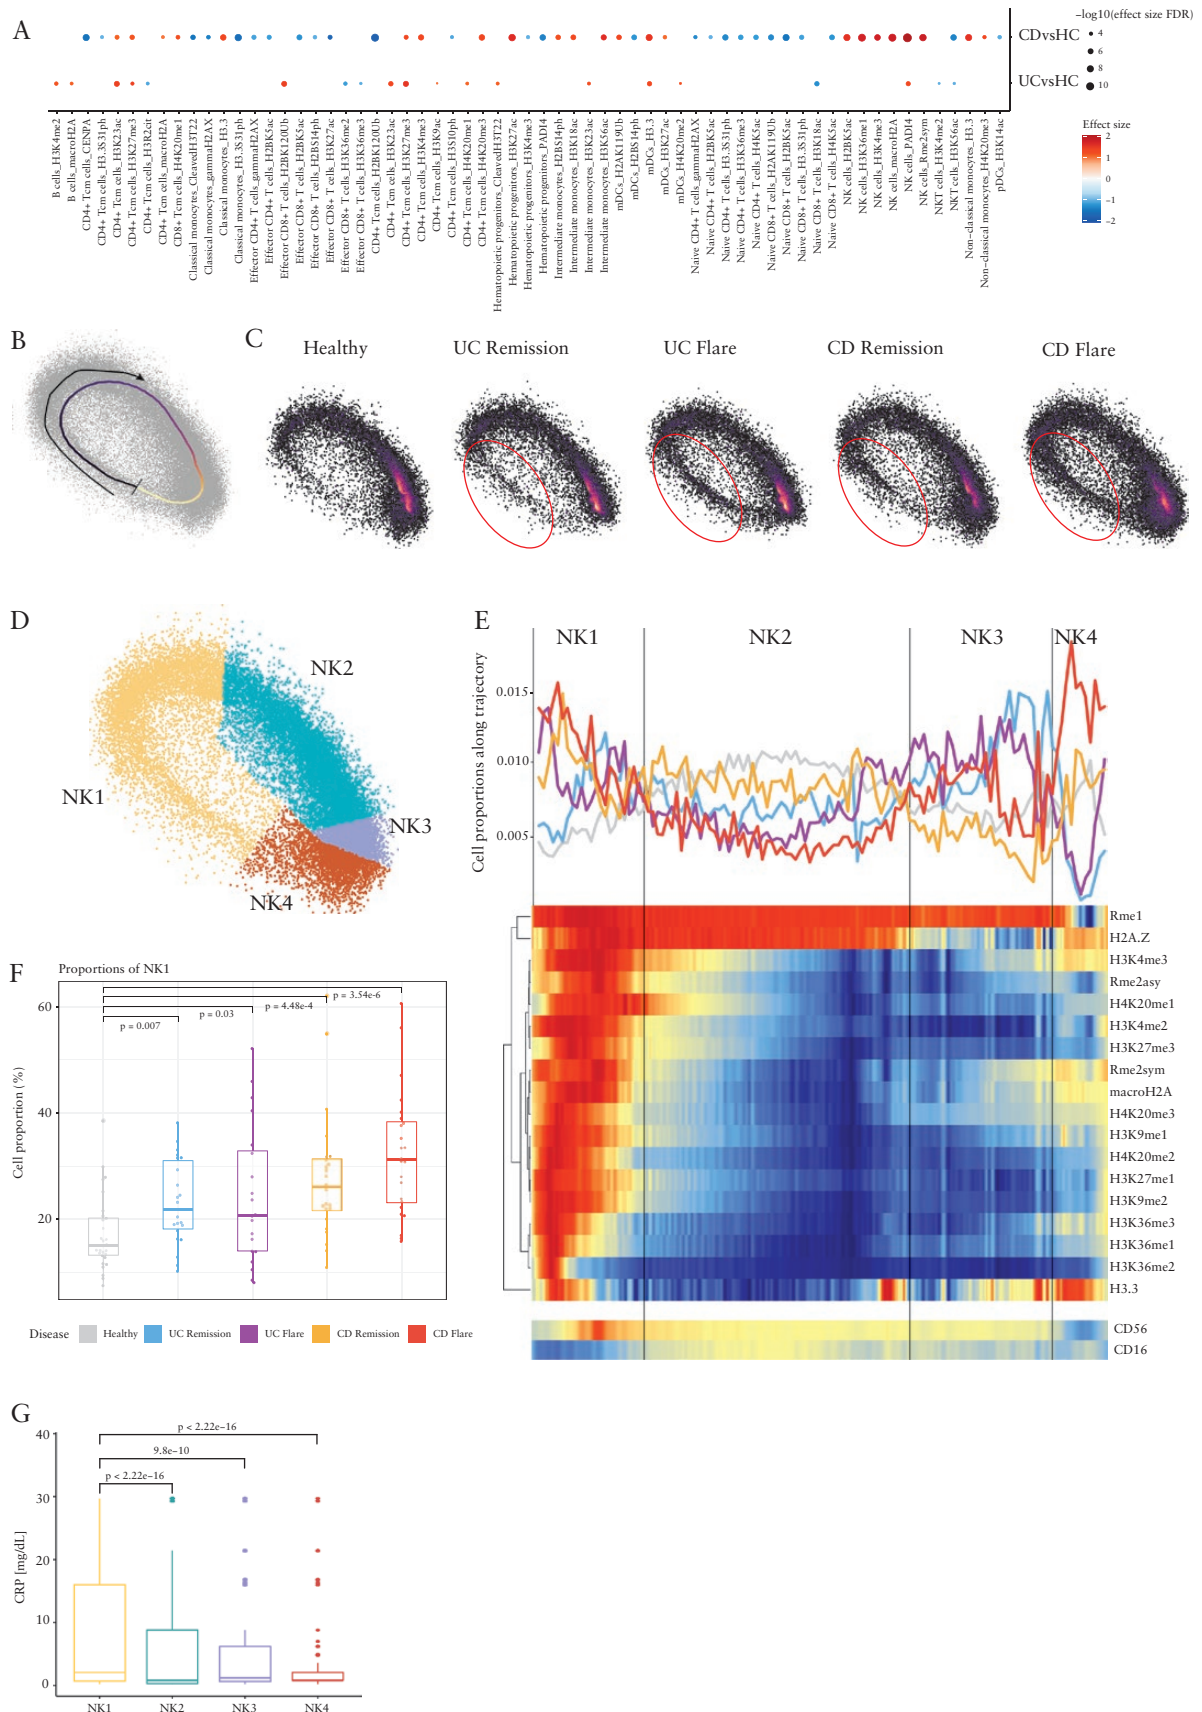 A
−log10(effect size FDR)
CDvsHC
UCvsHC
4
6
8
10
Effect size
2
1
0
−1
−2
B cells_H3K4me2
B cells_macroH2A
CD4+ Tcm cells_CENPA
CD4+ Tcm cells_H3.3S31ph
CD4+ Tcm cells_H3K23ac
CD4+ Tcm cells_H3K27me3
CD4+ Tcm cells_H3R2cit
CD4+ Tcm cells_macroH2A
CD8+ Tcm cells_H4K20me1
Classical monocytes_CleavedH3T22
Classical monocytes_gammaH2AX
Classical monocytes_H3.3
Classical monocytes_H3.3S31ph
Effector CD4+ T cells_gammaH2AX
Effector CD4+ T cells_H2BK5ac
Effector CD8+ T cells_H2BK120Ub
Effector CD8+ T cells_H2BK5ac
Effector CD8+ T cells_H2BS14ph
Effector CD8+ T cells_H3K27ac
Effector CD8+ T cells_H3K36me2
Effector CD8+ T cells_H3K36me3
CD4+ Tcm cells_H2BK120Ub
CD4+ Tcm cells_H3K23ac
CD4+ Tcm cells_H3K27me3
CD4+ Tcm cells_H3K4me3
CD4+ Tcm cells_H3K9ac
CD4+ Tcm cells_H3S10ph
CD4+ Tcm cells_H4K20me1
CD4+ Tcm cells_H4K20me3
Hematopoietic progenitors_CleavedH3T22
Hematopoietic progenitors_H3K27ac
Hematopoietic progenitors_H3K4me3
Hematopoietic progenitors_PADI4
Intermediate monocytes_H2BS14ph
Intermediate monocytes_H3K18ac
Intermediate monocytes_H3K23ac
Intermediate monocytes_H3K56ac
mDCs_H2AK119Ub
mDCs_H2BS14ph
mDCs_H3.3
mDCs_H3K27ac
mDCs_H4K20me2
Naive CD4+ T cells_gammaH2AX
Naive CD4+ T cells_H2BK5ac
Naive CD4+ T cells_H3.3S31ph
Naive CD4+ T cells_H3K36me3
Naive CD4+ T cells_H4K5ac
Naive CD8+ T cells_H2AK119Ub
Naive CD8+ T cells_H2BK5ac
Naive CD8+ T cells_H3.3S31ph
Naive CD8+ T cells_H3K18ac
Naive CD8+ T cells_H4K5ac
NK cells_H2BK5ac
NK cells_H3K36me1
NK cells_H3K4me3
NK cells_macroH2A
NK cells_PADI4
NK cells_Rme2sym
NKT cells_H3K4me2
NKT cells_H3K56ac
Non−classical monocytes_H3.3
Non−classical monocytes_H4K20me3
pDCs_H3K14ac
B
C
Healthy
UC Remission
UC Flare
CD Remission
CD Flare
D
NK1
NK2
NK3
NK4
E
NK1
NK2
NK3
NK4
Cell proportions along trajectory
0.015
0.010
0.005
Rme1
H2A.Z
H3K4me3
Rme2asy
H4K20me1
H3K4me2
H3K27me3
Rme2sym
macroH2A
H4K20me3
H3K9me1
H4K20me2
H3K27me1
H3K9me2
H3K36me3
H3K36me1
H3K36me2
H3.3
CD56
CD16
F
Proportions of NK1
Cell proportion (%)
60
40
20
p = 0.007
p = 0.03
p = 4.48e-4
p = 3.54e-6
Disease
Healthy
UC Remission
UC Flare
CD Remission
CD Flare
G
CRP [mg/dL]
40
30
20
10
0
p < 2.22e−16
9.8e−10
p < 2.22e−16
NK1
NK2
NK3
NK4